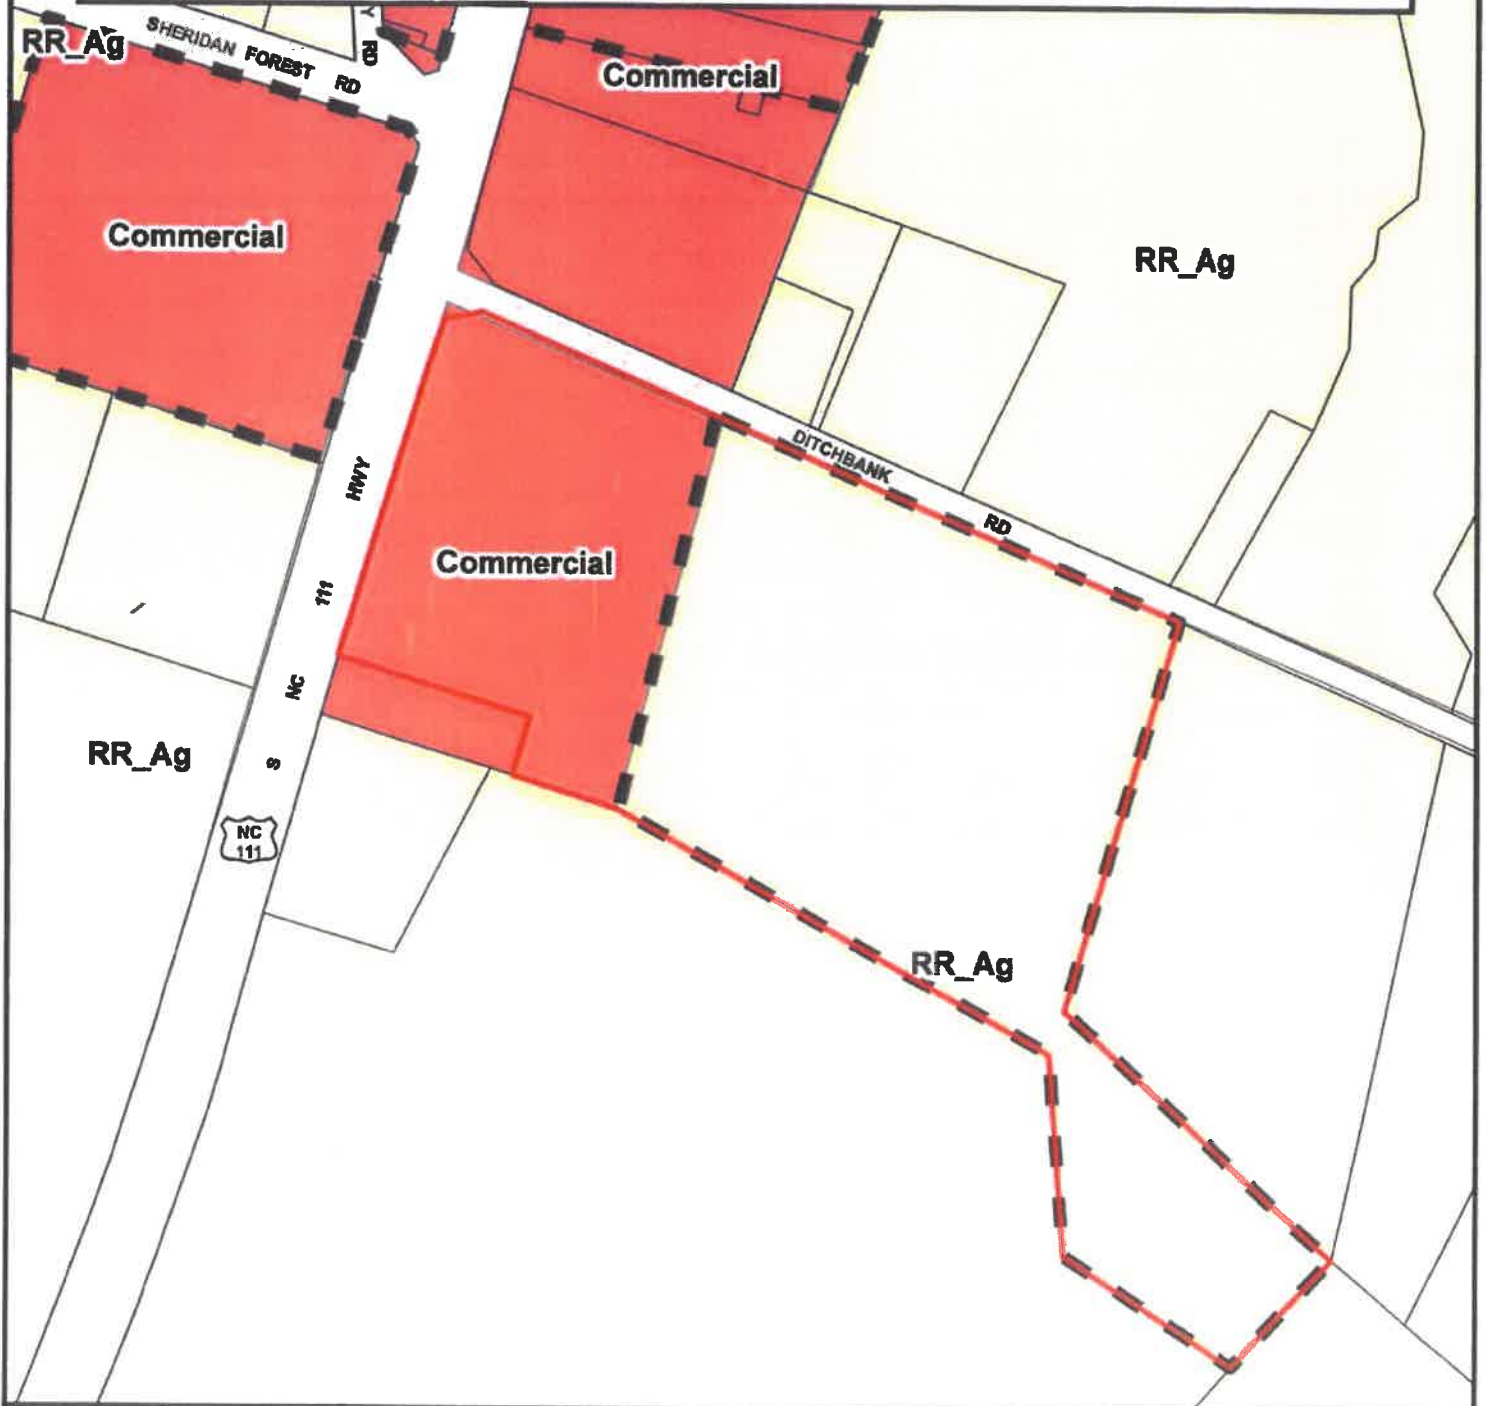 RR_Ag
SHERIDAN FOREST RD
RD
Commercial
Commercial
RR_Ag
DITCHBANK RD
Commercial
S NC 111 HWY
RR_Ag
NC
111
RR_Ag